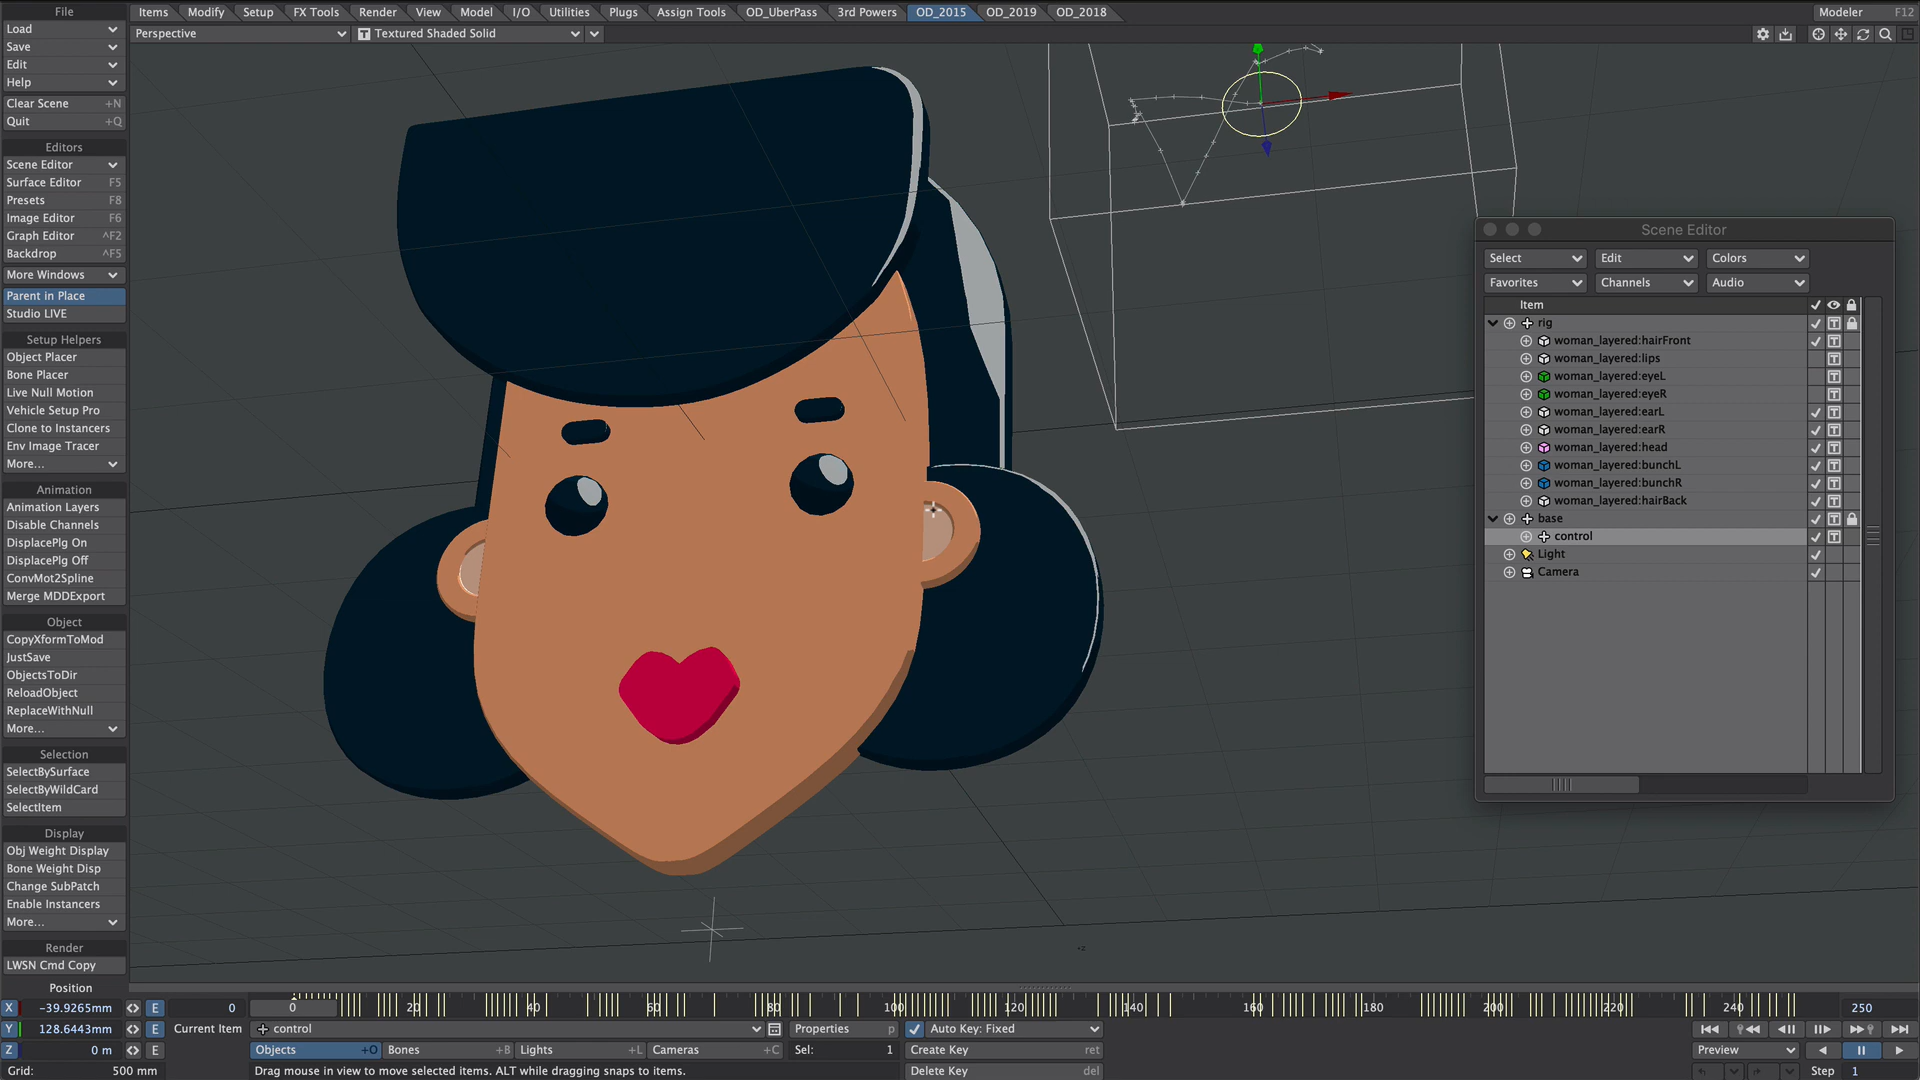 File Items Modify Setup FX Tools Render View Model I/O Utilities Plugs Assign Tools OD_UberPass 3rd Powers OD_2015 OD_2019 OD_2018 Modeler F12
Load Perspective Textured Shaded Solid
Save
Edit
Help
Clear Scene +N
Quit +Q
Editors
Scene Editor
Surface Editor F5
Presets F8
Image Editor F6
Graph Editor ^F2
Backdrop ^F5
More Windows
Parent in Place
Studio LIVE
Setup Helpers
Object Placer
Bone Placer
Live Null Motion
Vehicle Setup Pro
Clone to Instancers
Env Image Tracer
More...
Animation
Animation Layers
Disable Channels
DisplacePlg On
DisplacePlg Off
ConvMot2Spline
Merge MDDExport
Object
CopyXformToMod
JustSave
ObjectsToDir
ReloadObject
ReplaceWithNull
More...
Selection
SelectBySurface
SelectByWildCard
SelectItem
Display
Obj Weight Display
Bone Weight Disp
Change SubPatch
Enable Instancers
More...
Render
LWSN Cmd Copy
Scene Editor
Select Edit Colors
Favorites Channels Audio
Item
rig
woman_layered:hairFront
woman_layered:lips
woman_layered:eyeL
woman_layered:eyeR
woman_layered:earL
woman_layered:earR
woman_layered:head
woman_layered:bunchL
woman_layered:bunchR
woman_layered:hairBack
base
control
Light
Camera
Position
X -39.9265mm E 0 0 20 40 60 80 100 120 140 160 180 200 220 240 250
Y 128.6443mm E Current Item control Properties p Auto Key: Fixed
Z 0 m E Objects +O Bones +B Lights +L Cameras +C Sel: 1 Create Key ret Preview
Grid: 500 mm Drag mouse in view to move selected items. ALT while dragging snaps to items. Delete Key del Step 1